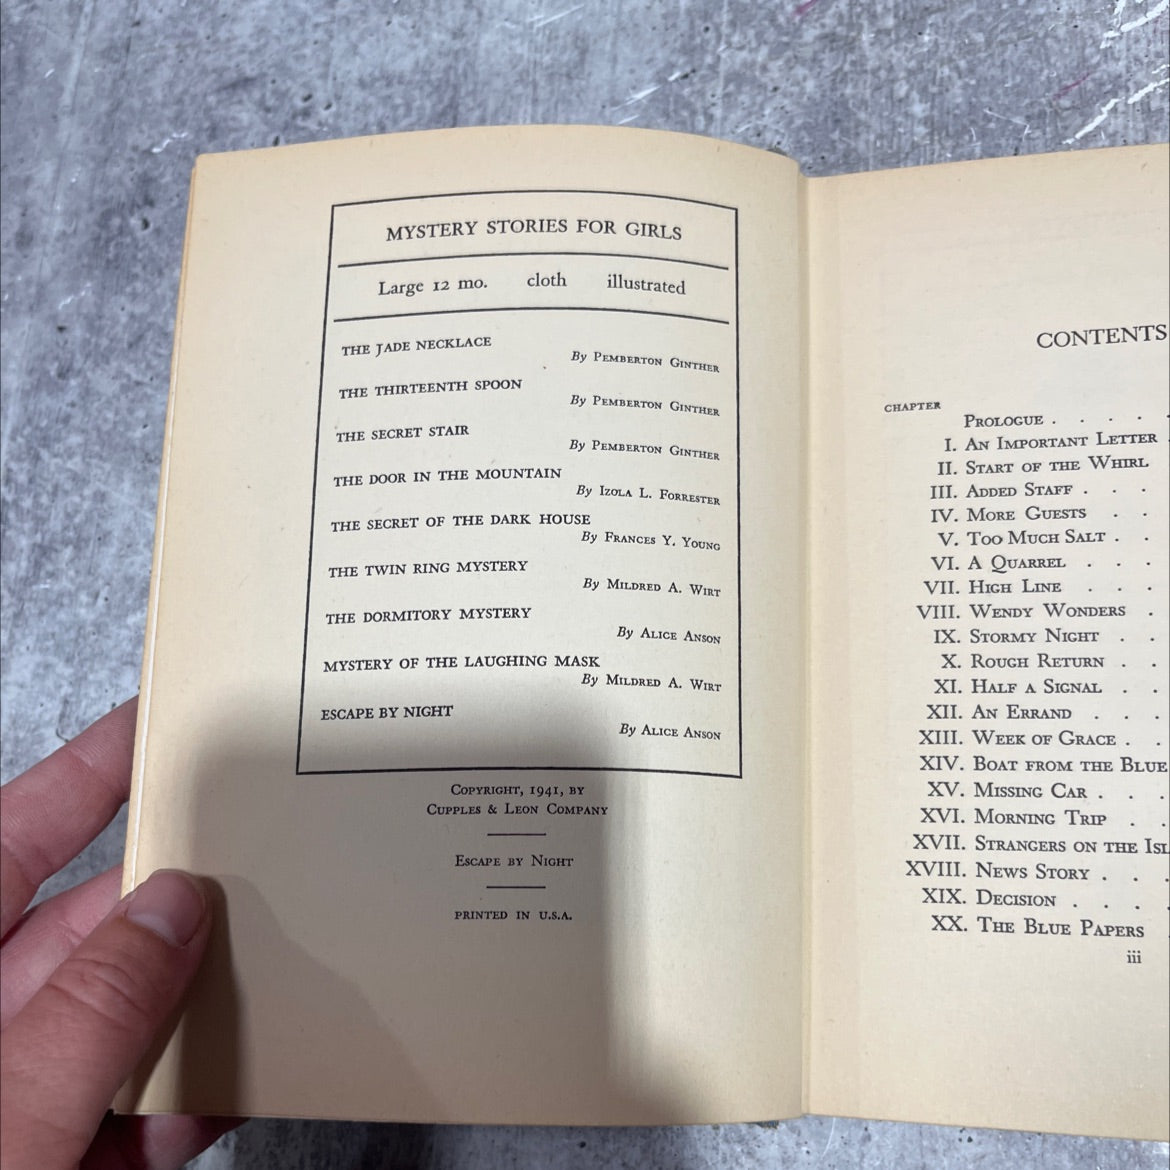 MYSTERY STORIES FOR GIRLS
Large 12 mo. cloth illustrated
THE JADE NECKLACE
By Pemberton Ginther
THE THIRTEENTH SPOON
By Pemberton Ginther
THE SECRET STAIR
By Pemberton Ginther
THE DOOR IN THE MOUNTAIN
By Izola L. Forrester
THE SECRET OF THE DARK HOUSE
By Frances Y. Young
THE TWIN RING MYSTERY
By Mildred A. Wirt
THE DORMITORY MYSTERY
By Alice Anson
MYSTERY OF THE LAUGHING MASK
By Mildred A. Wirt
ESCAPE BY NIGHT
By Alice Anson
Copyright, 1941, by
Cupples & Leon Company
Escape by Night
PRINTED IN U.S.A.
CONTENTS
CHAPTER
Prologue . . . .
I. An Important Letter .
II. Start of the Whirl
III. Added Staff . . .
IV. More Guests . .
V. Too Much Salt . .
VI. A Quarrel . . .
VII. High Line . . .
VIII. Wendy Wonders .
IX. Stormy Night . .
X. Rough Return . .
XI. Half a Signal . .
XII. An Errand . . .
XIII. Week of Grace . .
XIV. Boat from the Blue
XV. Missing Car . . .
XVI. Morning Trip . .
XVII. Strangers on the Isl
XVIII. News Story . . .
XIX. Decision . . . .
XX. The Blue Papers .
iii